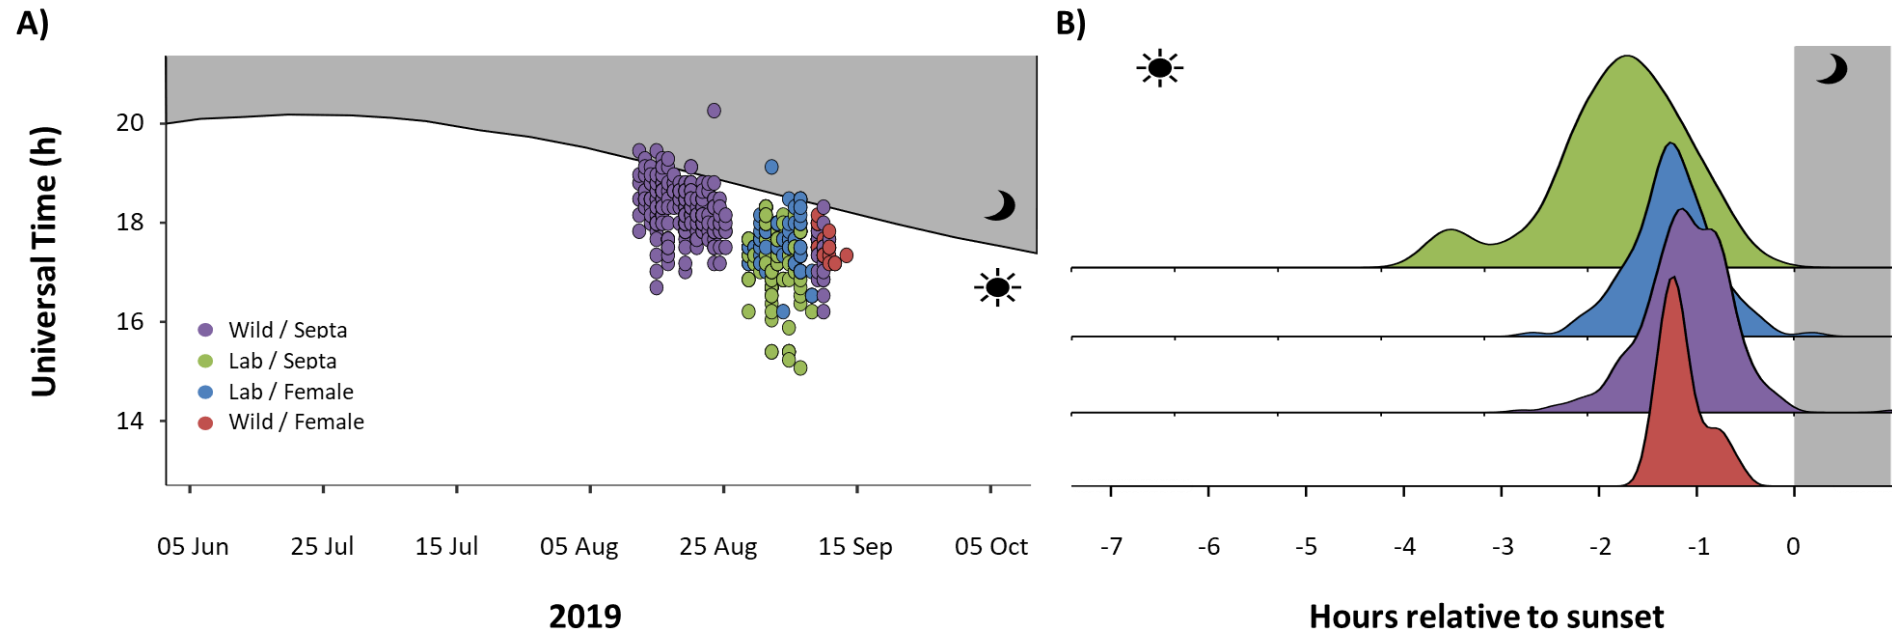 A)
B)
Universal Time (h)
20
18
16
14
Wild / Septa
Lab / Septa
Lab / Female
Wild / Female
05 Jun
25 Jul
15 Jul
05 Aug
25 Aug
15 Sep
05 Oct
2019
-7
-6
-5
-4
-3
-2
-1
0
Hours relative to sunset